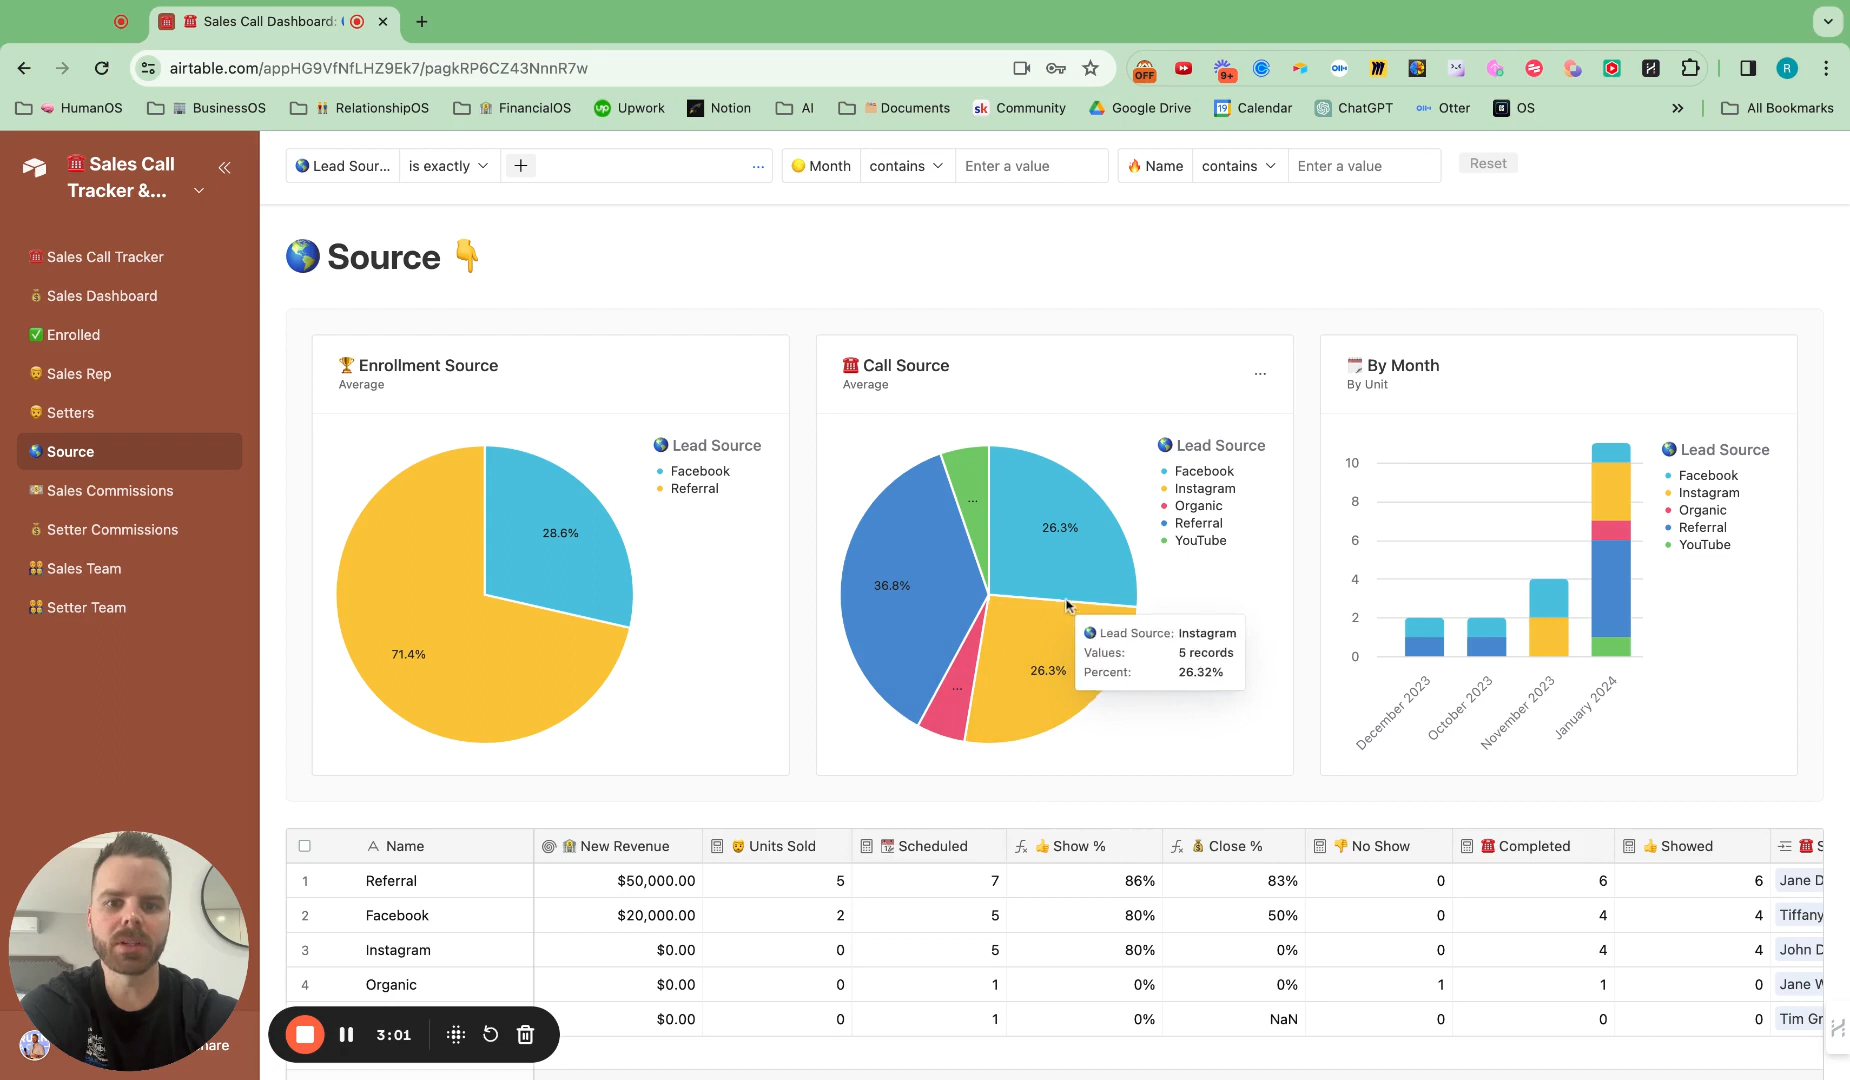 Sales Call Dashboard:
airtable.com/appHG9VfNfLHZ9Ek7/pagkRP6CZ43NnnR7w
OFF
9+
R
HumanOS
BusinessOS
RelationshipOS
FinancialOS
Upwork
Notion
AI
Documents
Community
Google Drive
Calendar
ChatGPT
Otter
OS
All Bookmarks
Sales Call
Tracker &...
Sales Call Tracker
Sales Dashboard
Enrolled
Sales Rep
Setters
Source
Sales Commissions
Setter Commissions
Sales Team
Setter Team
Lead Sour... is exactly
Month contains Enter a value
Name contains Enter a value
Reset
Source
Enrollment Source
Average
Lead Source
Facebook
Referral
28.6%
71.4%
Call Source
Average
Lead Source
Facebook
Instagram
Organic
Referral
YouTube
...
26.3%
36.8%
...
26.3%
Lead Source: Instagram
Values: 5 records
Percent: 26.32%
By Month
By Unit
Lead Source
Facebook
Instagram
Organic
Referral
YouTube
10
8
6
4
2
0
December 2023
October 2023
November 2023
January 2024
Name New Revenue Units Sold Scheduled Show % Close % No Show Completed Showed S
1 Referral $50,000.00 5 7 86% 83% 0 6 6 Jane D
2 Facebook $20,000.00 2 5 80% 50% 0 4 4 Tiffany
3 Instagram $0.00 0 5 80% 0% 0 4 4 John D
4 Organic $0.00 0 1 0% 0% 1 1 0 Jane W
$0.00 0 1 0% NaN 0 0 0 Tim Gr
3:01
hare